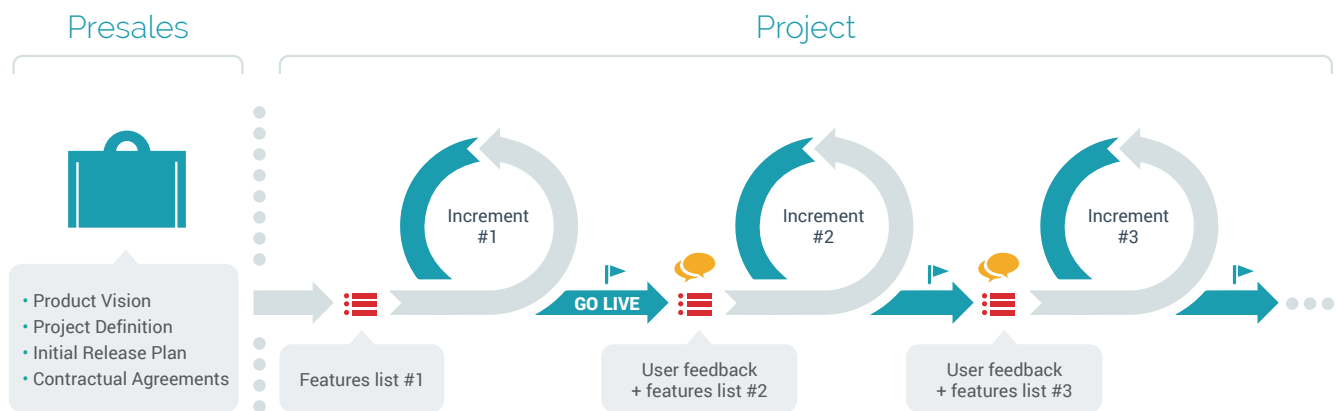 Presales
Project
Increment
#1
Increment
#2
Increment
#3
• Product Vision
• Project Definition
• Initial Release Plan
• Contractual Agreements
GO LIVE
Features list #1
User feedback
+ features list #2
User feedback
+ features list #3